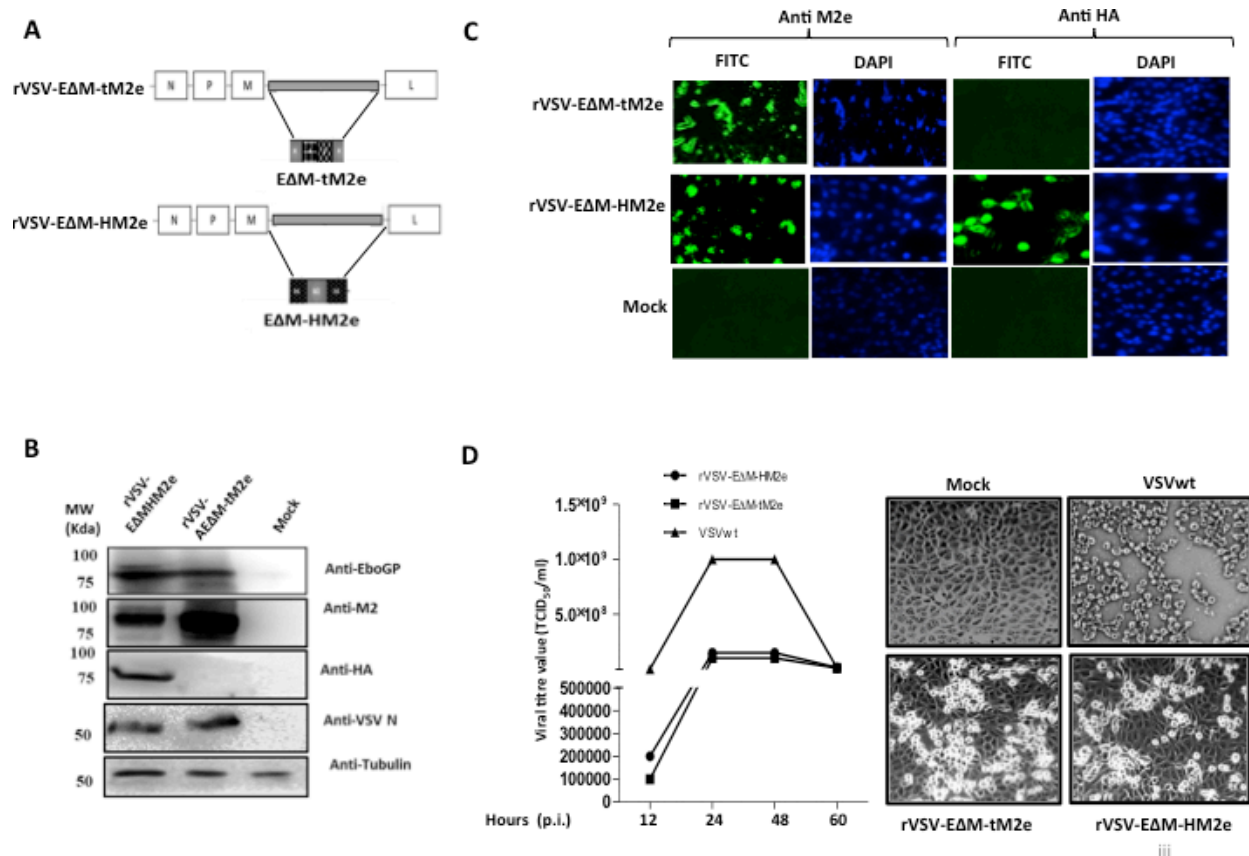 A
rVSV-EΔM-tM2e
N P M L
EΔM-tM2e
rVSV-EΔM-HM2e
N P M L
EΔM-HM2e
C
Anti M2e Anti HA
FITC DAPI FITC DAPI
rVSV-EΔM-tM2e
rVSV-EΔM-HM2e
Mock
B
MW
(Kda)
rVSV-
EΔMHM2e
rVSV-
AEΔM-tM2e
Mock
100
75
Anti-EboGP
100
75
Anti-M2
100
75
Anti-HA
50
Anti-VSV N
50
Anti-Tubulin
D
rVSV-EΔM-HM2e
rVSV-EΔM-tM2e
VSVwt
Viral titre value (TCID50/ml)
1.5×10⁹
1.0×10⁹
5.0×10⁸
500000
400000
300000
200000
100000
0
Hours (p.i.) 12 24 48 60
Mock VSVwt
rVSV-EΔM-tM2e rVSV-EΔM-HM2e
iii